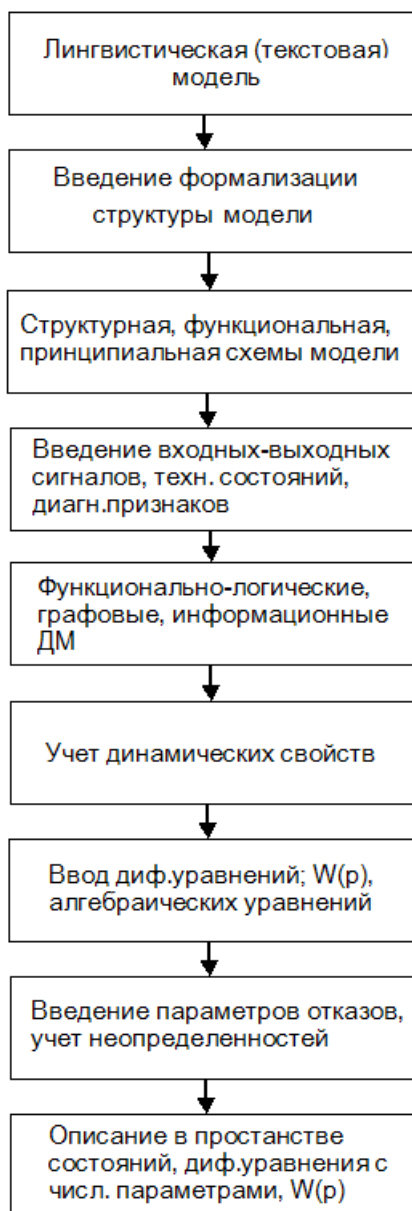 Лингвистическая (текстовая)
модель
Введение формализации
структуры модели
Структурная, функциональная,
принципиальная схемы модели
Введение входных-выходных
сигналов, техн. состояний,
диагн.признаков
Функционально-логические,
графовые, информационные
ДМ
Учет динамических свойств
Ввод диф.уравнений; W(p),
алгебраических уравнений
Введение параметров отказов,
учет неопределенностей
Описание в простанстве
состояний, диф.уравнения с
числ. параметрами, W(p)